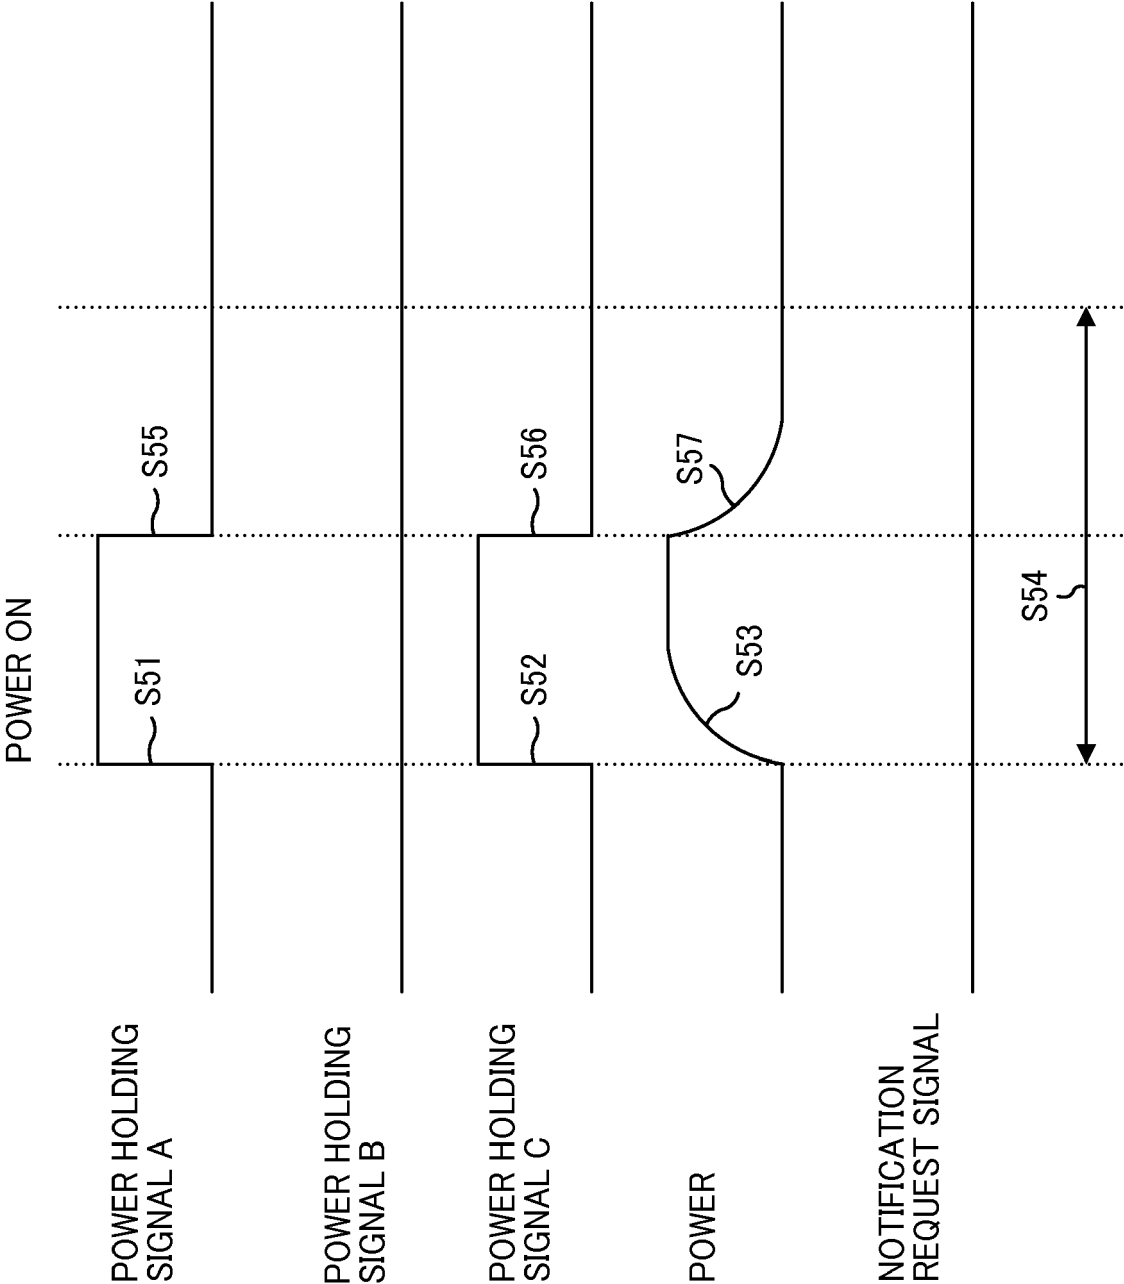 POWER ON
POWER HOLDING
SIGNAL A
S51
S55
POWER HOLDING
SIGNAL B
POWER HOLDING
SIGNAL C
S52
S56
POWER
S53
S57
NOTIFICATION
REQUEST SIGNAL
S54